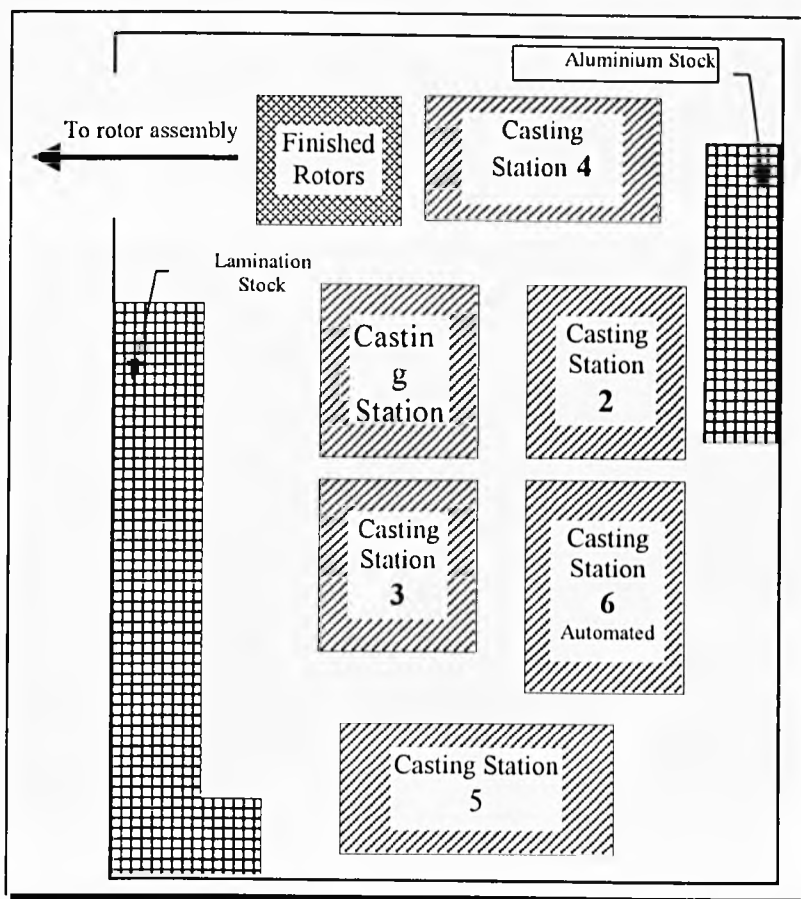 Aluminium Stock
To rotor assembly
Finished
Rotors
Casting
Station 4
Lamination
Stock
Castin
g
Station
Casting
Station
2
Casting
Station
3
Casting
Station
6
Automated
Casting Station
5